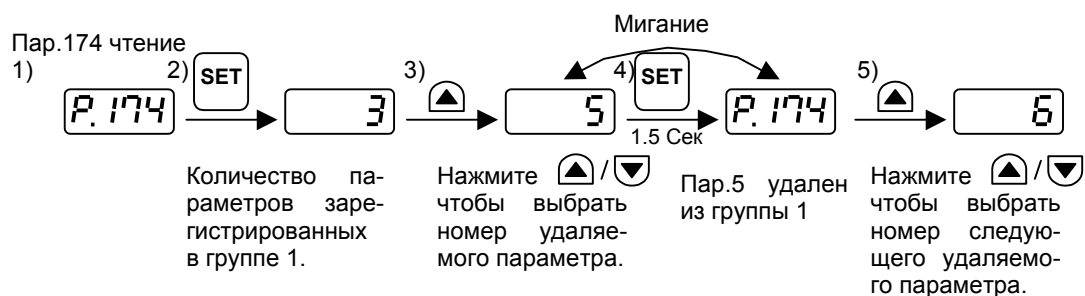 Мигание
Пар.174 чтение
1)
2)
SET
3)
4)
SET
5)
P.174
3
5
1.5 Сек
P.174
6
Количество па-
раметров заре-
гистрированных
в группе 1.
Нажмите /
чтобы выбрать
номер удаляе-
мого параметра.
Пар.5 удален
из группы 1
Нажмите /
чтобы выбрать
номер следую-
щего удаляемо-
го параметра.